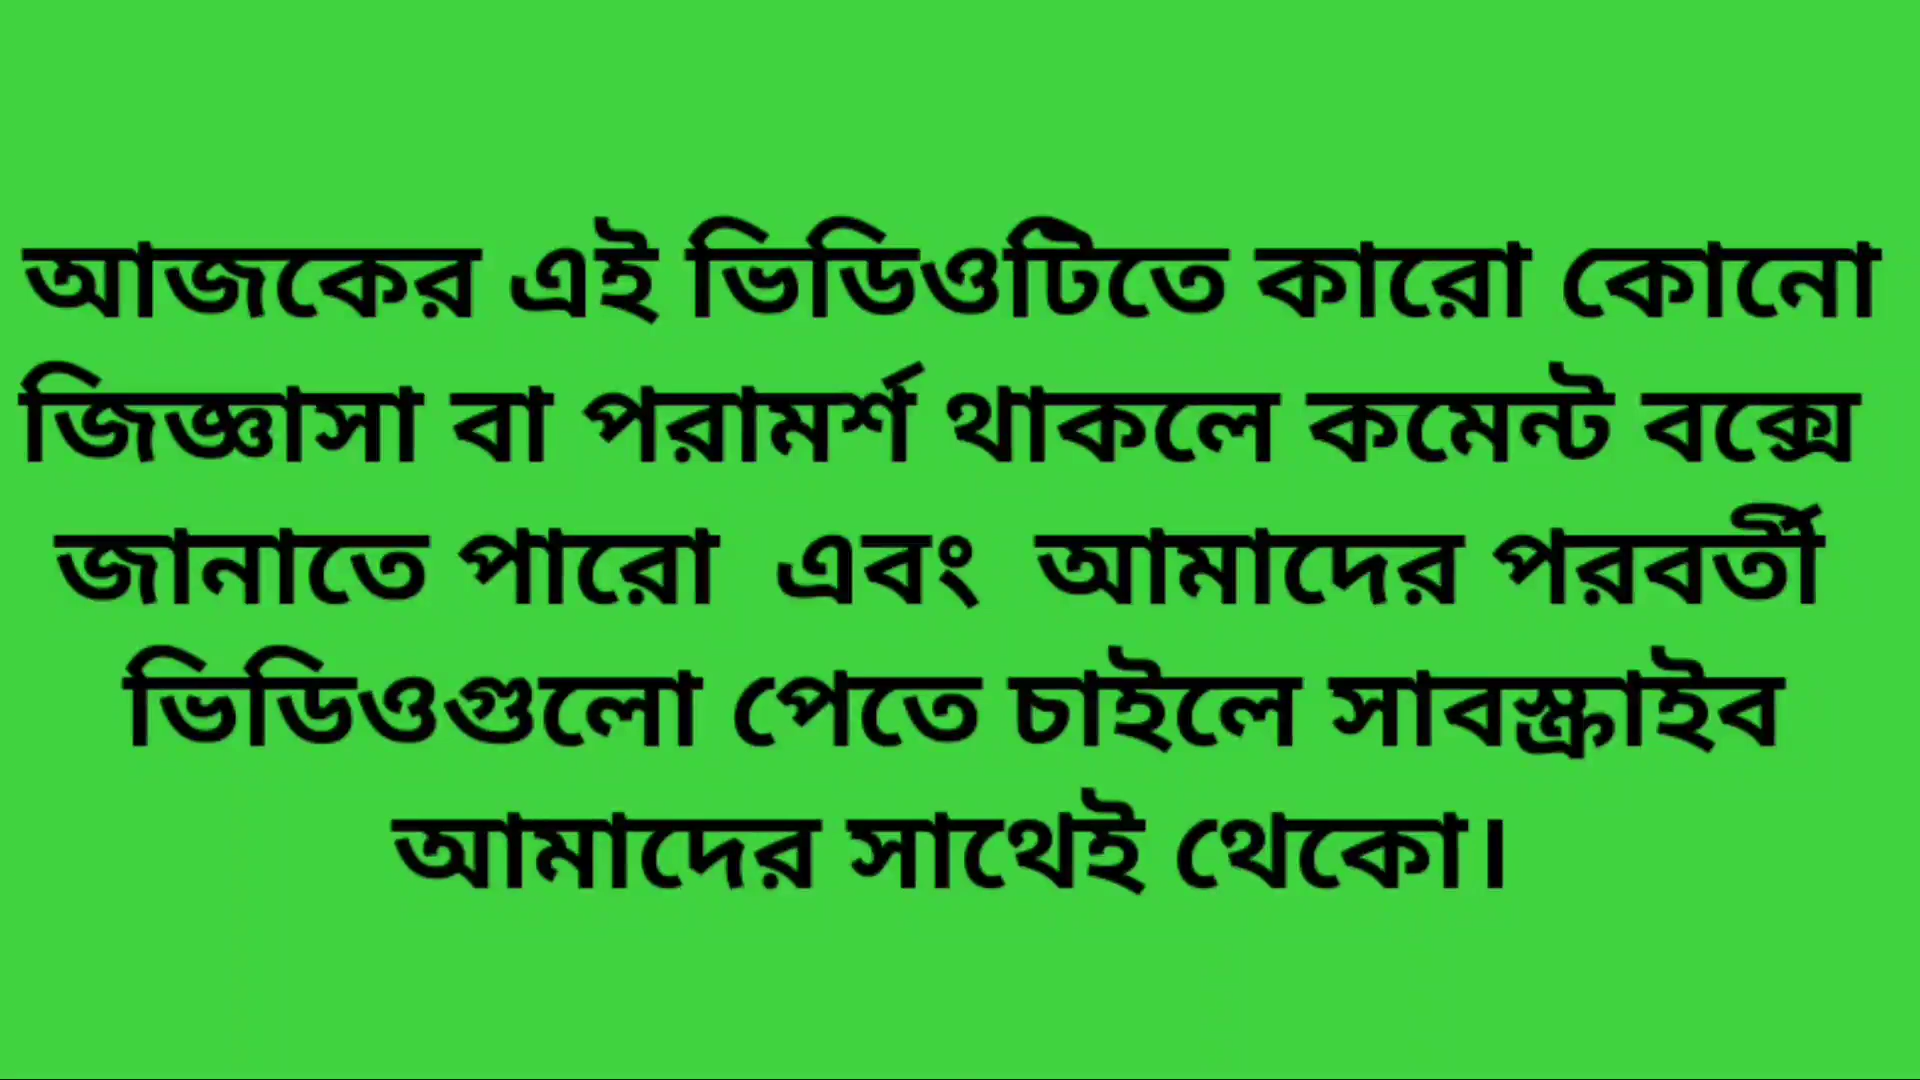 আজকের এই ভিডিওটিতে কারো কোনো
জিজ্ঞাসা বা পরামর্শ থাকলে কমেন্ট বক্সে
জানাতে পারো এবং আমাদের পরবর্তী
ভিডিওগুলো পেতে চাইলে সাবস্ক্রাইব
আমাদের সাথেই থেকো।